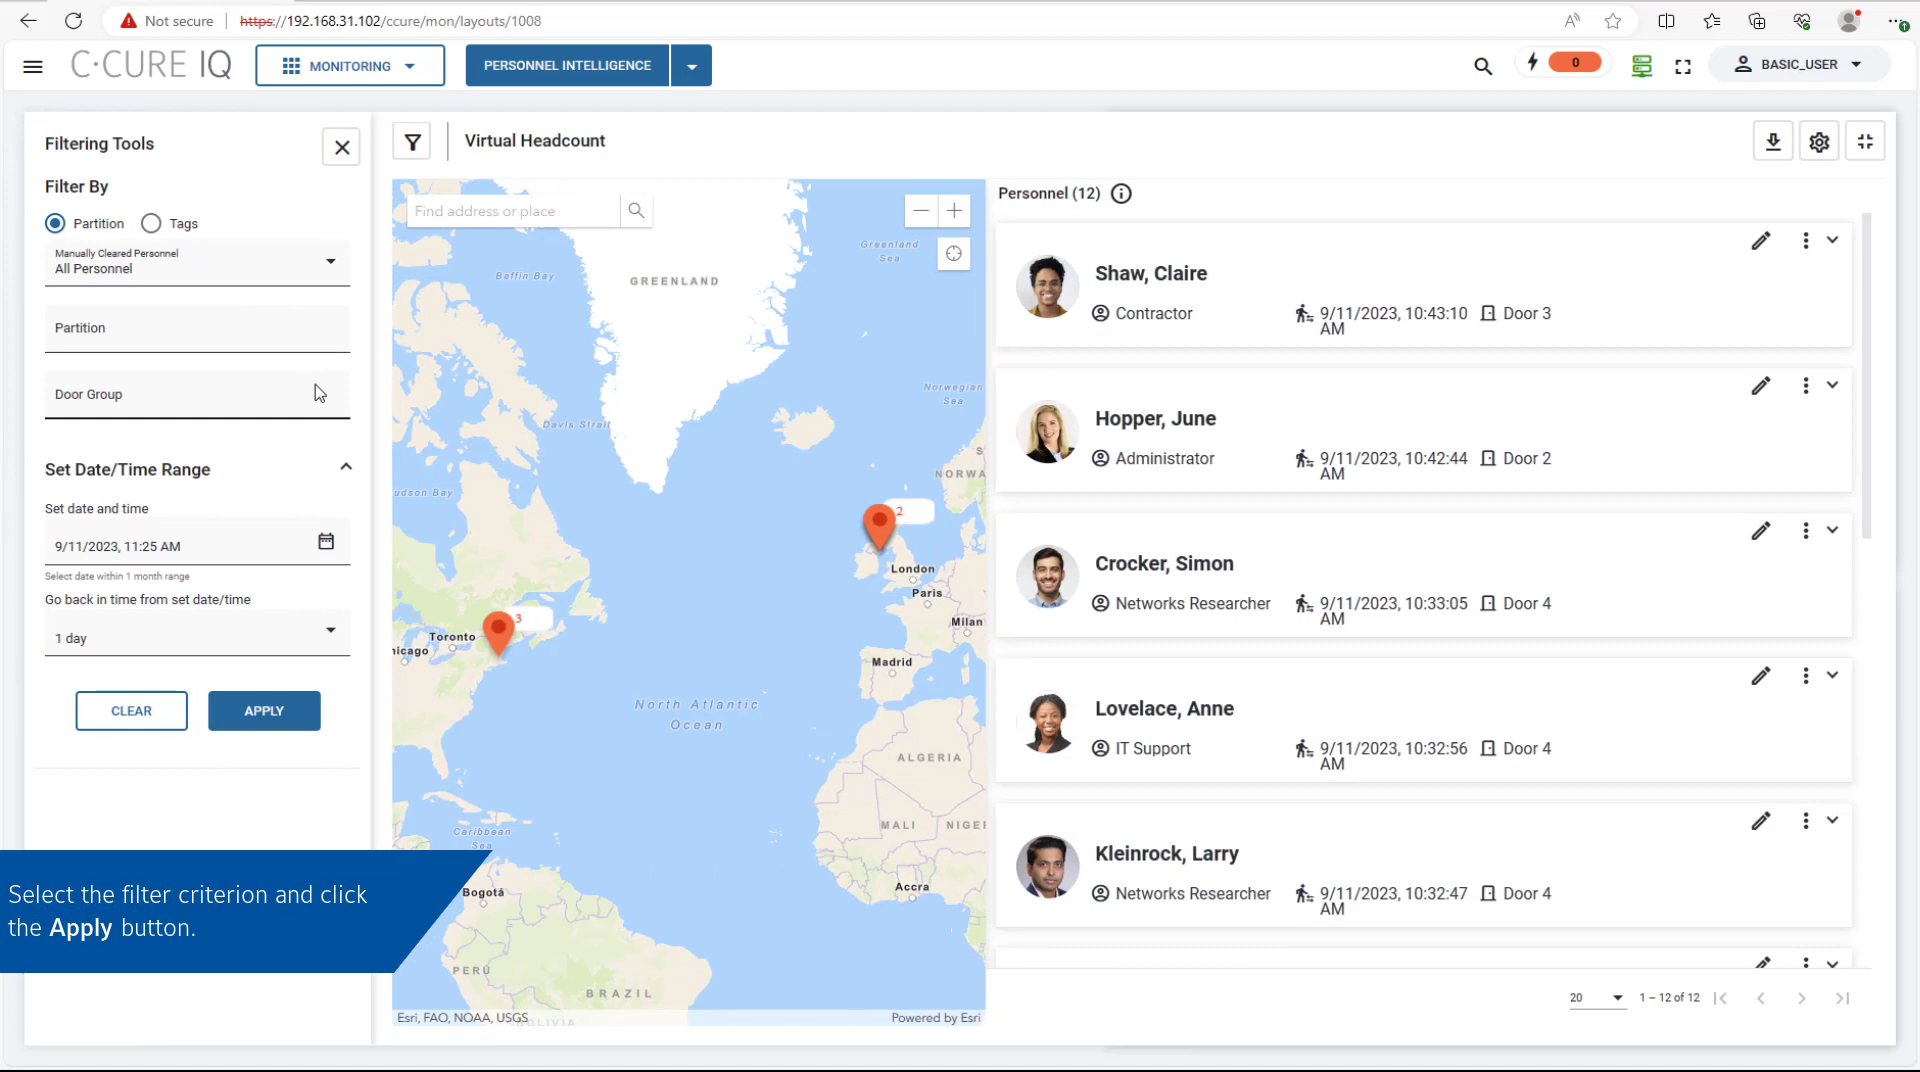 Not secure
https://192.168.31.102/ccure/mon/layouts/1008
C·CURE IQ
MONITORING
PERSONNEL INTELLIGENCE
0
BASIC_USER
Filtering Tools
Filter By
Partition
Tags
Manually Cleared Personnel
All Personnel
Partition
Door Group
Set Date/Time Range
Set date and time
9/11/2023, 11:25 AM
Select date within 1 month range
Go back in time from set date/time
1 day
CLEAR
APPLY
Select the filter criterion and click
the Apply button.
Virtual Headcount
Find address or place
Greenland
Sea
Baffin Bay
GREENLAND
Norwegian
Sea
Davis Strait
NORWA
udson Bay
2
London
Paris
3
Toronto
Milan
hicago
Madrid
North Atlantic
Ocean
ALGERIA
MALI
NIGER
Caribbean
Sea
Bogotá
Accra
PERÚ
BRAZIL
BOLIVIA
Esri, FAO, NOAA, USGS
Powered by Esri
Personnel (12)
Shaw, Claire
Contractor
9/11/2023, 10:43:10
AM
Door 3
Hopper, June
Administrator
9/11/2023, 10:42:44
AM
Door 2
Crocker, Simon
Networks Researcher
9/11/2023, 10:33:05
AM
Door 4
Lovelace, Anne
IT Support
9/11/2023, 10:32:56
AM
Door 4
Kleinrock, Larry
Networks Researcher
9/11/2023, 10:32:47
AM
Door 4
20
1 – 12 of 12